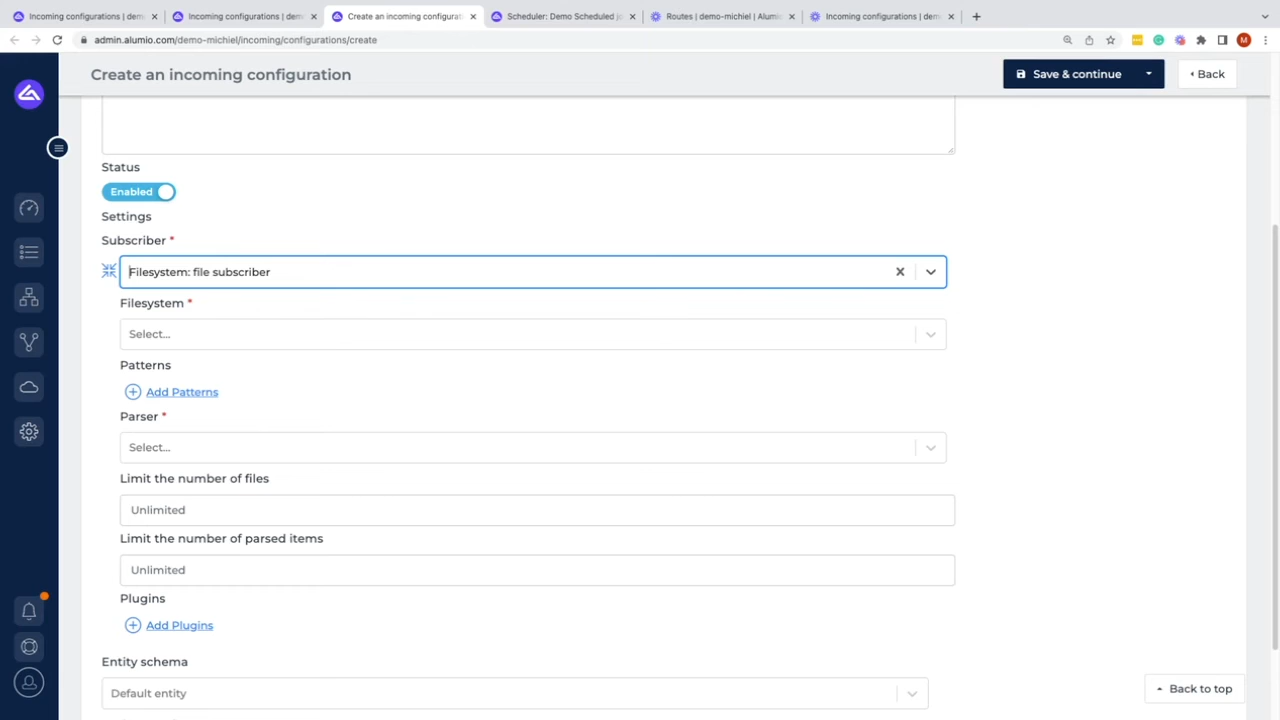 Incoming configurations | dem
Incoming configurations | dem
Create an incoming configurat
Scheduler: Demo Scheduled jo
Routes | demo-michiel | Alumio
Incoming configurations | dem
admin.alumio.com/demo-michiel/incoming/configurations/create
M
Create an incoming configuration
Save & continue
Back
Status
Enabled
Settings
Subscriber *
Filesystem: file subscriber
Filesystem *
Select...
Patterns
Add Patterns
Parser *
Select...
Limit the number of files
Unlimited
Limit the number of parsed items
Unlimited
Plugins
Add Plugins
Entity schema
Default entity
Back to top